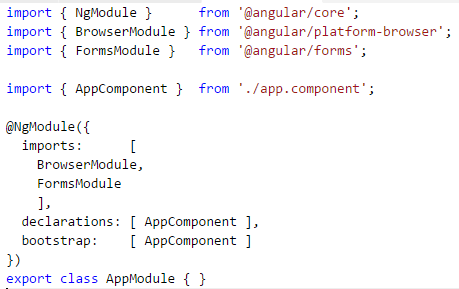 import { NgModule }      from '@angular/core';
import { BrowserModule } from '@angular/platform-browser';
import { FormsModule }   from '@angular/forms';

import { AppComponent }  from './app.component';

@NgModule({
  imports:      [
    BrowserModule,
    FormsModule
    ],
  declarations: [ AppComponent ],
  bootstrap:    [ AppComponent ]
})
export class AppModule { }